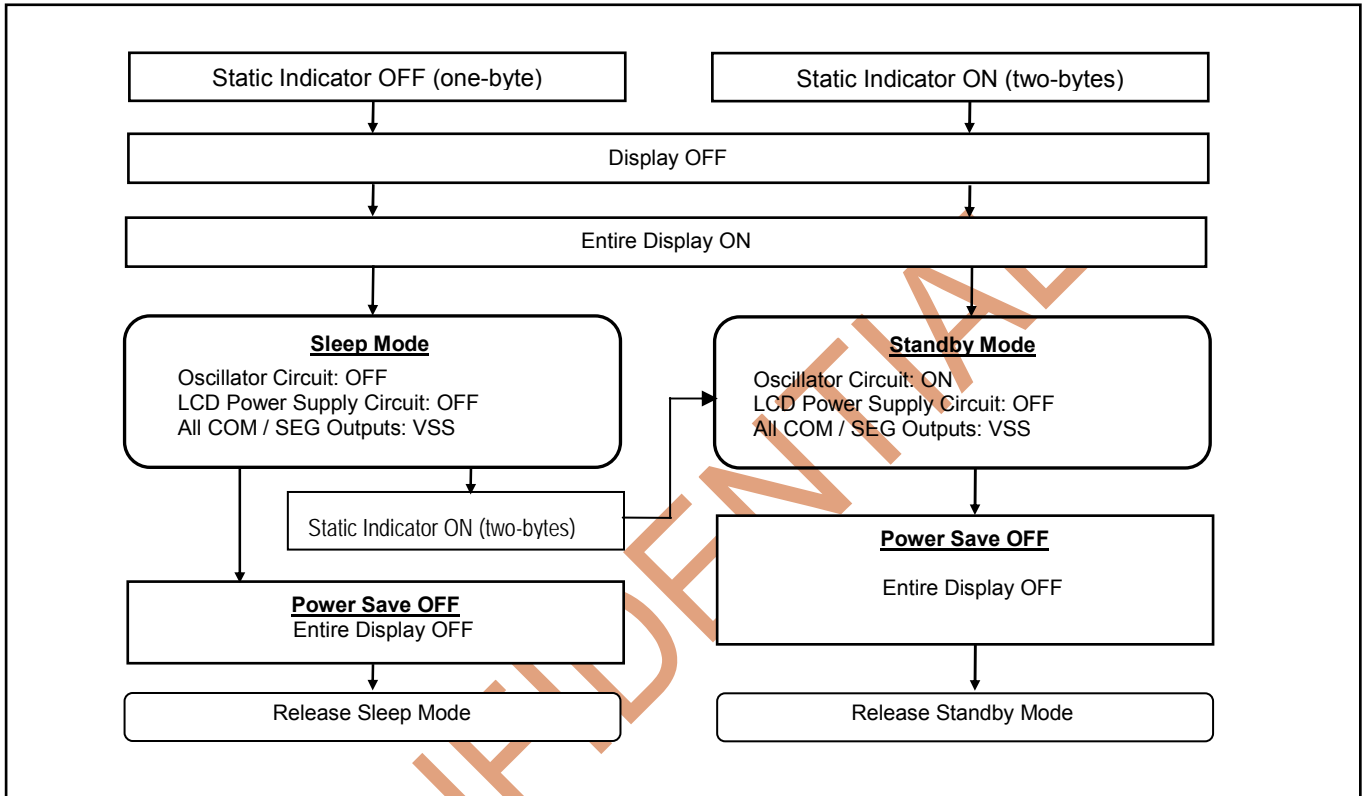 Static Indicator OFF (one-byte)
Static Indicator ON (two-bytes)
Display OFF
Entire Display ON
Sleep Mode
Oscillator Circuit: OFF
LCD Power Supply Circuit: OFF
All COM / SEG Outputs: VSS
Standby Mode
Oscillator Circuit: ON
LCD Power Supply Circuit: OFF
All COM / SEG Outputs: VSS
Static Indicator ON (two-bytes)
Power Save OFF
Entire Display OFF
Power Save OFF
Entire Display OFF
Release Sleep Mode
Release Standby Mode